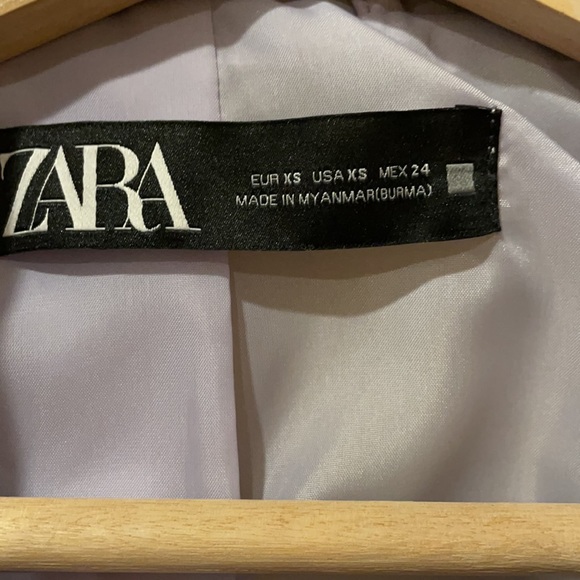 ZARA
EUR XS USA XS MEX 24
MADE IN MYANMAR(BURMA)